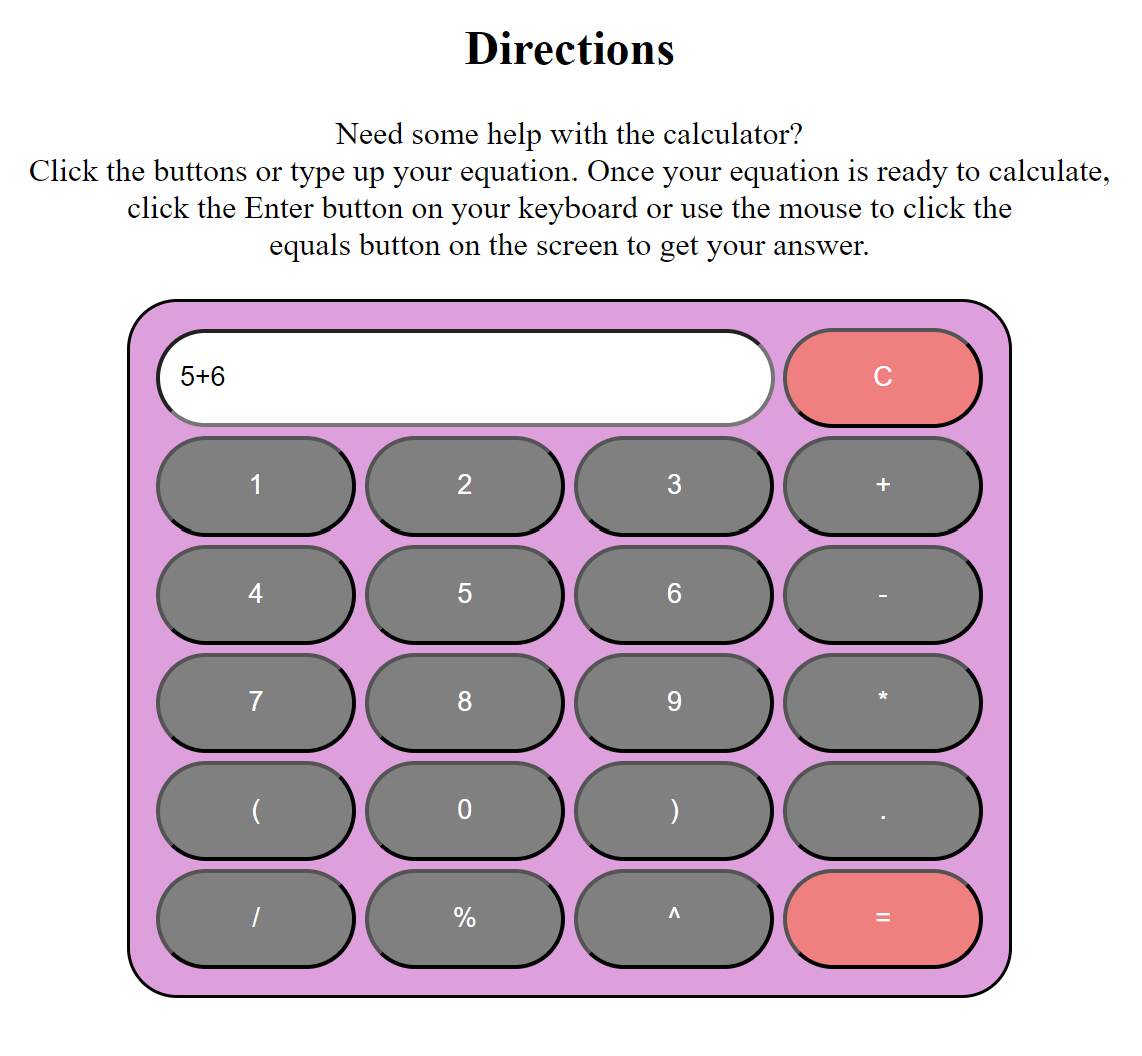 Directions
Need some help with the calculator?
Click the buttons or type up your equation. Once your equation is ready to calculate,
click the Enter button on your keyboard or use the mouse to click the
equals button on the screen to get your answer.
5+6 C
1 2 3 +
4 5 6 -
7 8 9 *
( 0 ) .
/ % ^ =